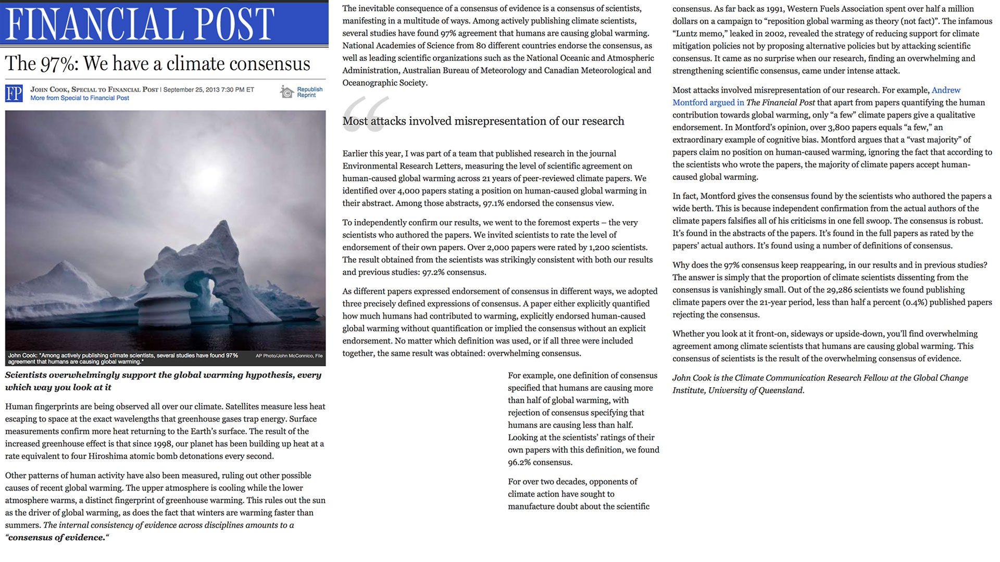 FINANCIAL POST
The 97%: We have a climate consensus
FP
JOHN COOK, SPECIAL TO FINANCIAL POST | September 25, 2013 7:30 PM ET
More from Special to Financial Post
Republish
Reprint
John Cook: "Among actively publishing climate scientists, several studies have found 97%
agreement that humans are causing global warming."
AP Photo/John McConnico, File
Scientists overwhelmingly support the global warming hypothesis, every
which way you look at it
Human fingerprints are being observed all over our climate. Satellites measure less heat
escaping to space at the exact wavelengths that greenhouse gases trap energy. Surface
measurements confirm more heat returning to the Earth’s surface. The result of the
increased greenhouse effect is that since 1998, our planet has been building up heat at a
rate equivalent to four Hiroshima atomic bomb detonations every second.
Other patterns of human activity have also been measured, ruling out other possible
causes of recent global warming. The upper atmosphere is cooling while the lower
atmosphere warms, a distinct fingerprint of greenhouse warming. This rules out the sun
as the driver of global warming, as does the fact that winters are warming faster than
summers. The internal consistency of evidence across disciplines amounts to a
“consensus of evidence.“
The inevitable consequence of a consensus of evidence is a consensus of scientists,
manifesting in a multitude of ways. Among actively publishing climate scientists,
several studies have found 97% agreement that humans are causing global warming.
National Academies of Science from 80 different countries endorse the consensus, as
well as leading scientific organizations such as the National Oceanic and Atmospheric
Administration, Australian Bureau of Meteorology and Canadian Meteorological and
Oceanographic Society.
“
Most attacks involved misrepresentation of our research
Earlier this year, I was part of a team that published research in the journal
Environmental Research Letters, measuring the level of scientific agreement on
human-caused global warming across 21 years of peer-reviewed climate papers. We
identified over 4,000 papers stating a position on human-caused global warming in
their abstract. Among those abstracts, 97.1% endorsed the consensus view.
To independently confirm our results, we went to the foremost experts – the very
scientists who authored the papers. We invited scientists to rate the level of
endorsement of their own papers. Over 2,000 papers were rated by 1,200 scientists.
The result obtained from the scientists was strikingly consistent with both our results
and previous studies: 97.2% consensus.
As different papers expressed endorsement of consensus in different ways, we adopted
three precisely defined expressions of consensus. A paper either explicitly quantified
how much humans had contributed to warming, explicitly endorsed human-caused
global warming without quantification or implied the consensus without an explicit
endorsement. No matter which definition was used, or if all three were included
together, the same result was obtained: overwhelming consensus.
For example, one definition of consensus
specified that humans are causing more
than half of global warming, with
rejection of consensus specifying that
humans are causing less than half.
Looking at the scientists’ ratings of their
own papers with this definition, we found
96.2% consensus.
For over two decades, opponents of
climate action have sought to
manufacture doubt about the scientific
consensus. As far back as 1991, Western Fuels Association spent over half a million
dollars on a campaign to “reposition global warming as theory (not fact)”. The infamous
“Luntz memo,” leaked in 2002, revealed the strategy of reducing support for climate
mitigation policies not by proposing alternative policies but by attacking scientific
consensus. It came as no surprise when our research, finding an overwhelming and
strengthening scientific consensus, came under intense attack.
Most attacks involved misrepresentation of our research. For example, Andrew
Montford argued in The Financial Post that apart from papers quantifying the human
contribution towards global warming, only “a few” climate papers give a qualitative
endorsement. In Montford’s opinion, over 3,800 papers equals “a few,” an
extraordinary example of cognitive bias. Montford argues that a “vast majority” of
papers claim no position on human-caused warming, ignoring the fact that according to
the scientists who wrote the papers, the majority of climate papers accept human-
caused global warming.
In fact, Montford gives the consensus found by the scientists who authored the papers a
wide berth. This is because independent confirmation from the actual authors of the
climate papers falsifies all of his criticisms in one fell swoop. The consensus is robust.
It’s found in the abstracts of the papers. It’s found in the full papers as rated by the
papers’ actual authors. It’s found using a number of definitions of consensus.
Why does the 97% consensus keep reappearing, in our results and in previous studies?
The answer is simply that the proportion of climate scientists dissenting from the
consensus is vanishingly small. Out of the 29,286 scientists we found publishing
climate papers over the 21-year period, less than half a percent (0.4%) published papers
rejecting the consensus.
Whether you look at it front-on, sideways or upside-down, you’ll find overwhelming
agreement among climate scientists that humans are causing global warming. This
consensus of scientists is the result of the overwhelming consensus of evidence.
John Cook is the Climate Communication Research Fellow at the Global Change
Institute, University of Queensland.